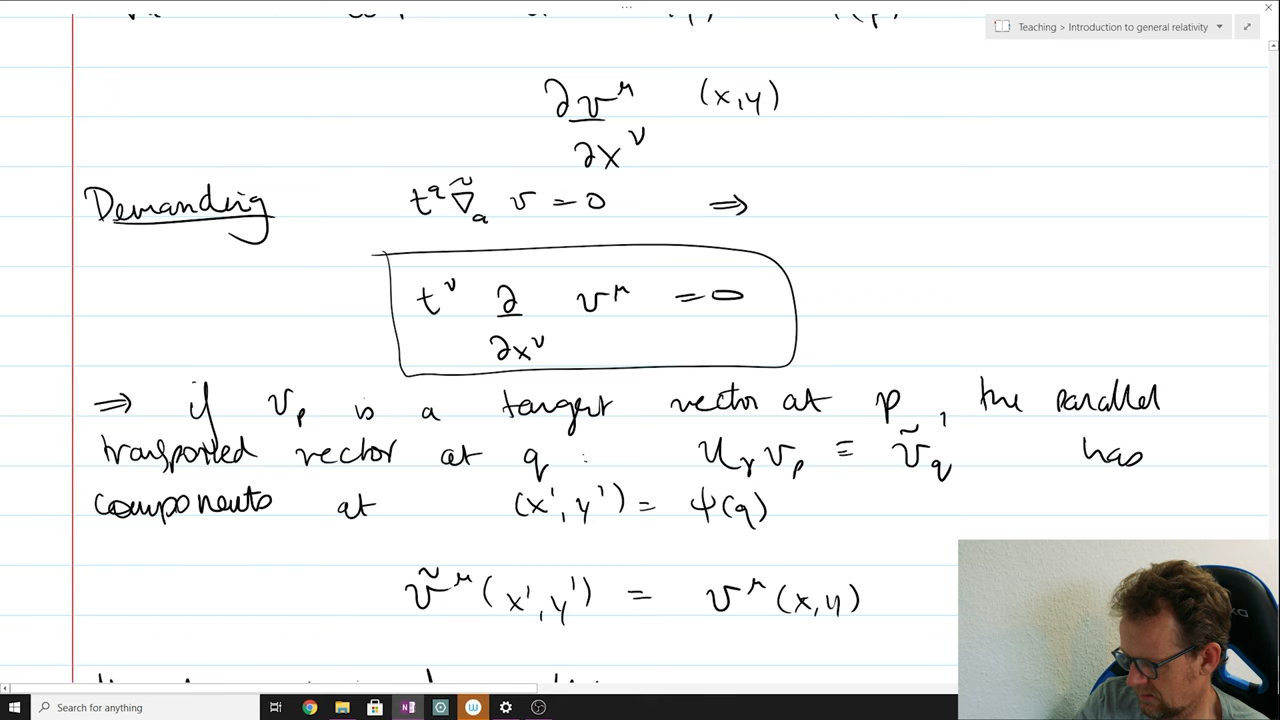 Teaching > Introduction to general relativity
∂v^μ (x,y)
∂x^ν
Demanding t^a ∇̃_a v = 0 ⇒
t^ν ∂ v^μ = 0
∂x^ν
⇒ if v_p is a tangent vector at p, the parallel
transported vector at q : U_γ v_p ≡ ṽ_q has
components at (x',y') = ψ(q)
ṽ^μ(x',y') = v^μ(x,y)
Search for anything